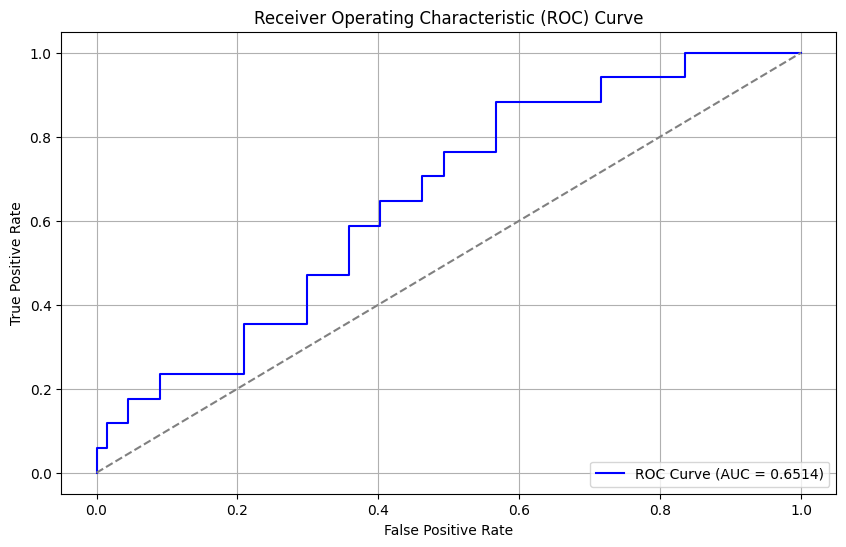 Receiver Operating Characteristic (ROC) Curve
True Positive Rate
1.0
0.8
0.6
0.4
0.2
0.0
ROC Curve (AUC = 0.6514)
0.0 0.2 0.4 0.6 0.8 1.0
False Positive Rate